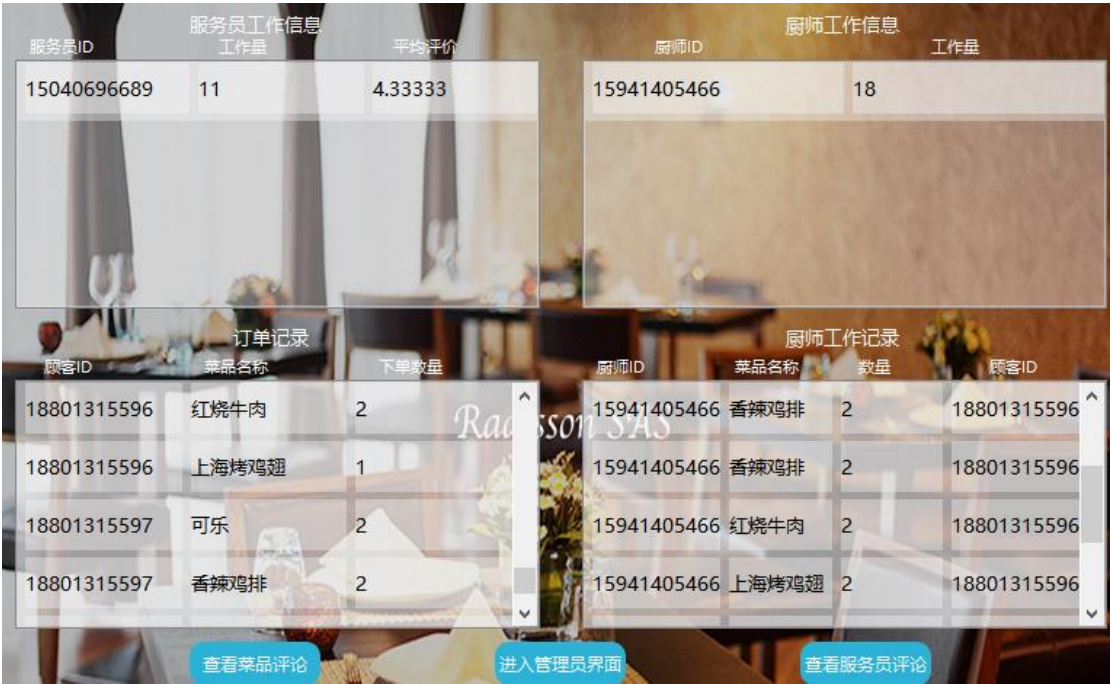 服务员工作信息
服务员ID 工作量 平均评价
15040696689 11 4.33333
厨师工作信息
厨师ID 工作量
15941405466 18
订单记录
顾客ID 菜品名称 下单数量
18801315596 红烧牛肉 2
18801315596 上海烤鸡翅 1
18801315597 可乐 2
18801315597 香辣鸡排 2
厨师工作记录
厨师ID 菜品名称 数量 顾客ID
15941405466 香辣鸡排 2 18801315596
15941405466 香辣鸡排 2 18801315596
15941405466 红烧牛肉 2 18801315596
15941405466 上海烤鸡翅 2 18801315596
SAS
查看菜品评论 进入管理员界面 查看服务员评论